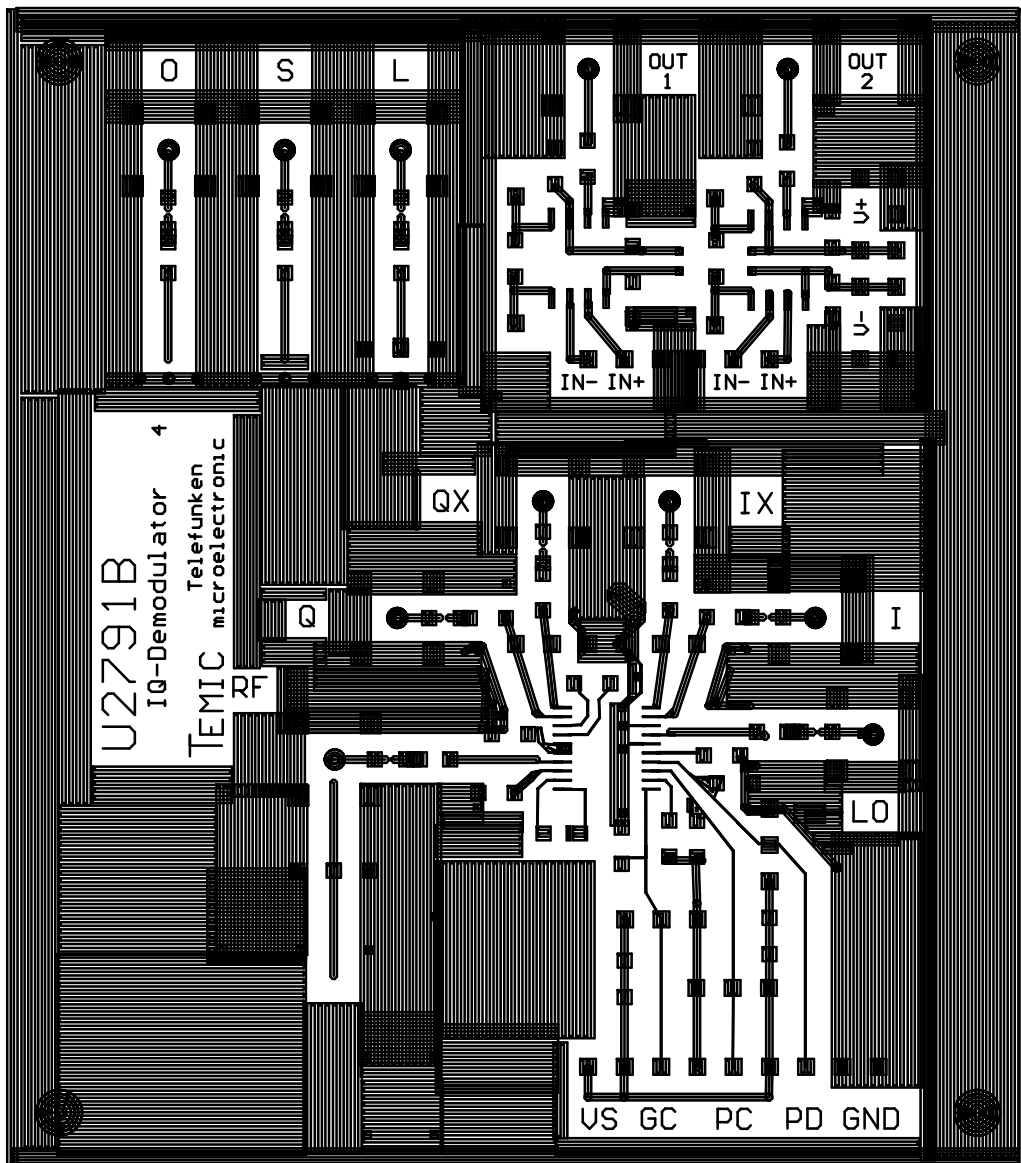 O
S
L
OUT
1
OUT
2
V+
V-
IN- IN+
IN- IN+
QX
IX
Q
I
RF
LO
U2791B
IQ-Demodulator 4
TEMIC Telefunken
microelectronic
VS GC PC PD GND